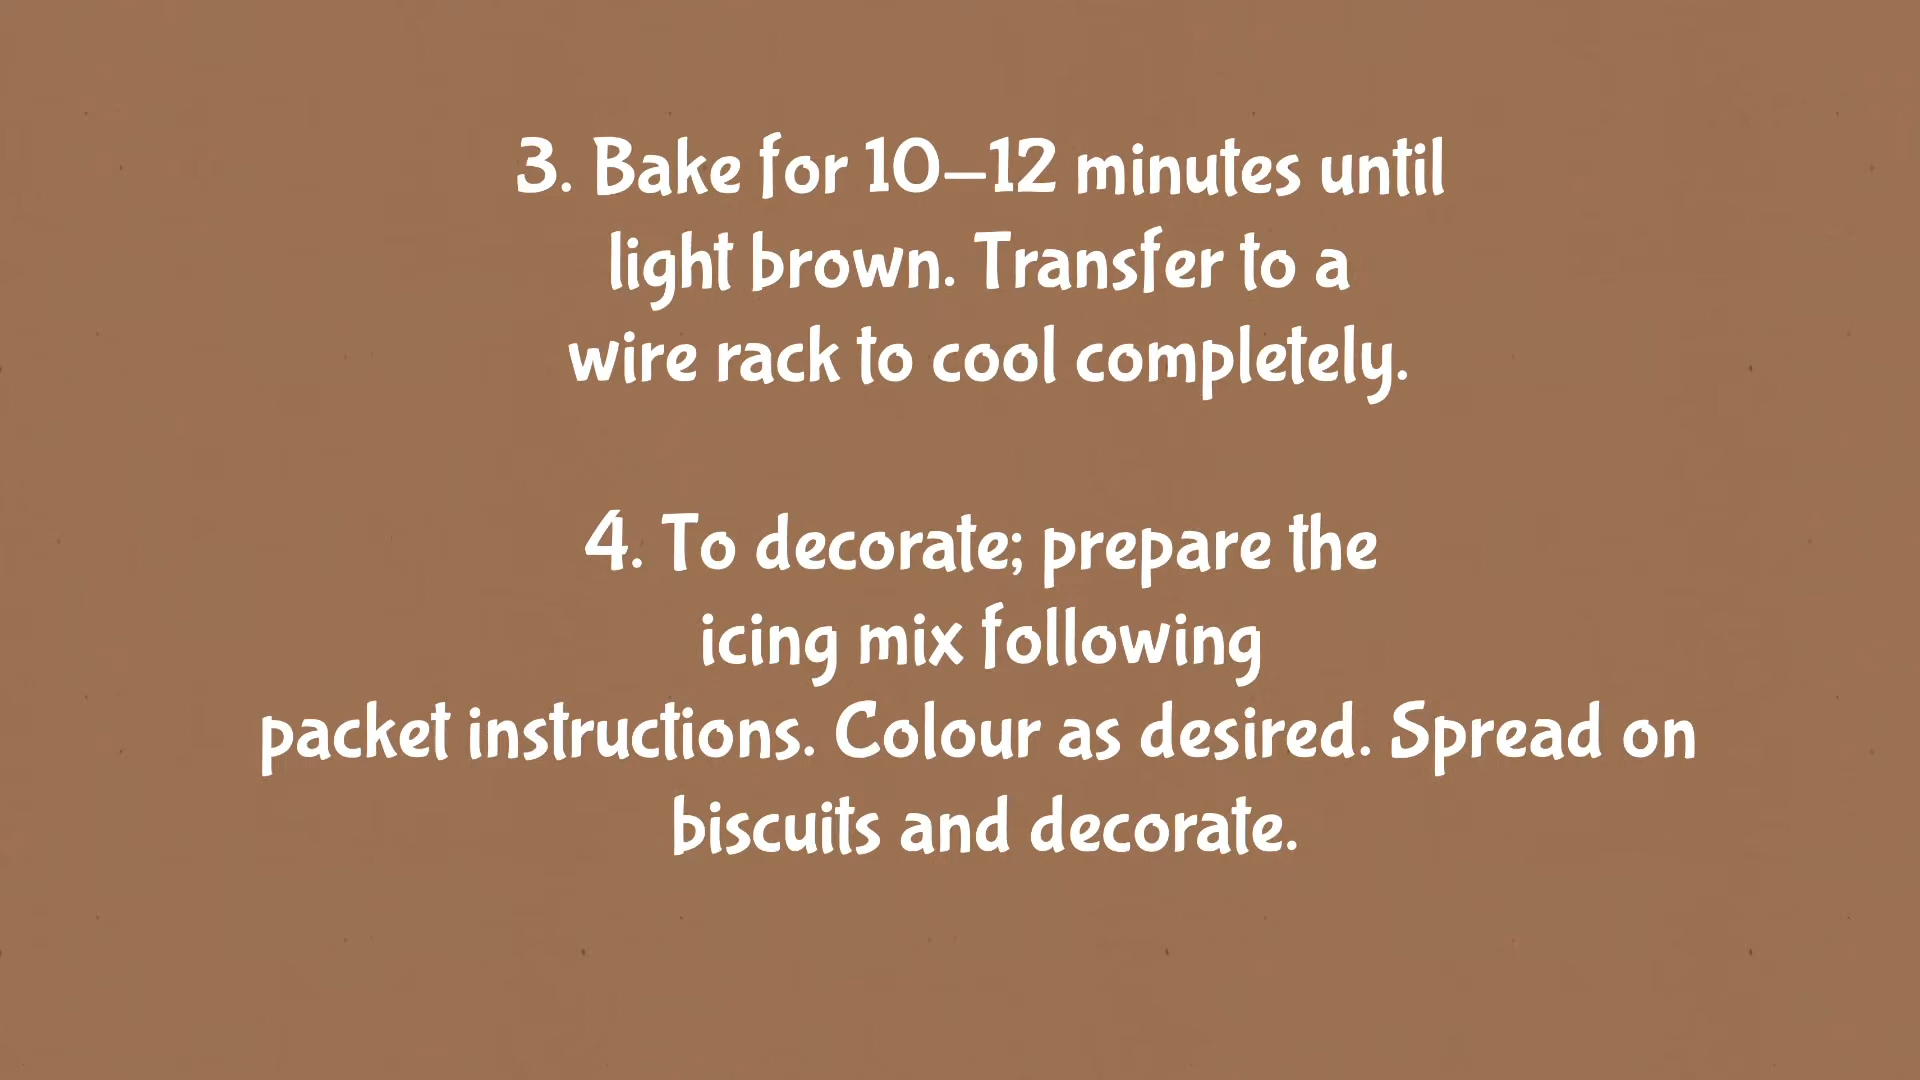 3. Bake for 10–12 minutes until
light brown. Transfer to a
wire rack to cool completely.
4. To decorate; prepare the
icing mix following
packet instructions. Colour as desired. Spread on
biscuits and decorate.